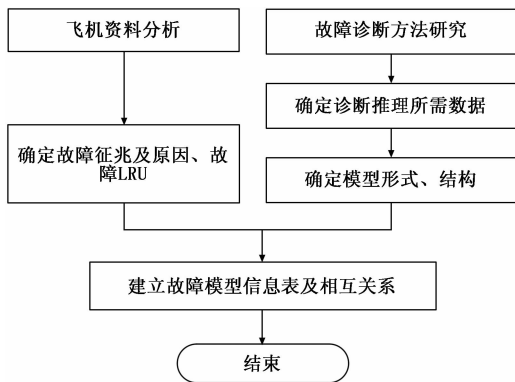 飞机资料分析
故障诊断方法研究
确定诊断推理所需数据
确定故障征兆及原因、故
障LRU
确定模型形式、结构
建立故障模型信息表及相互关系
结束